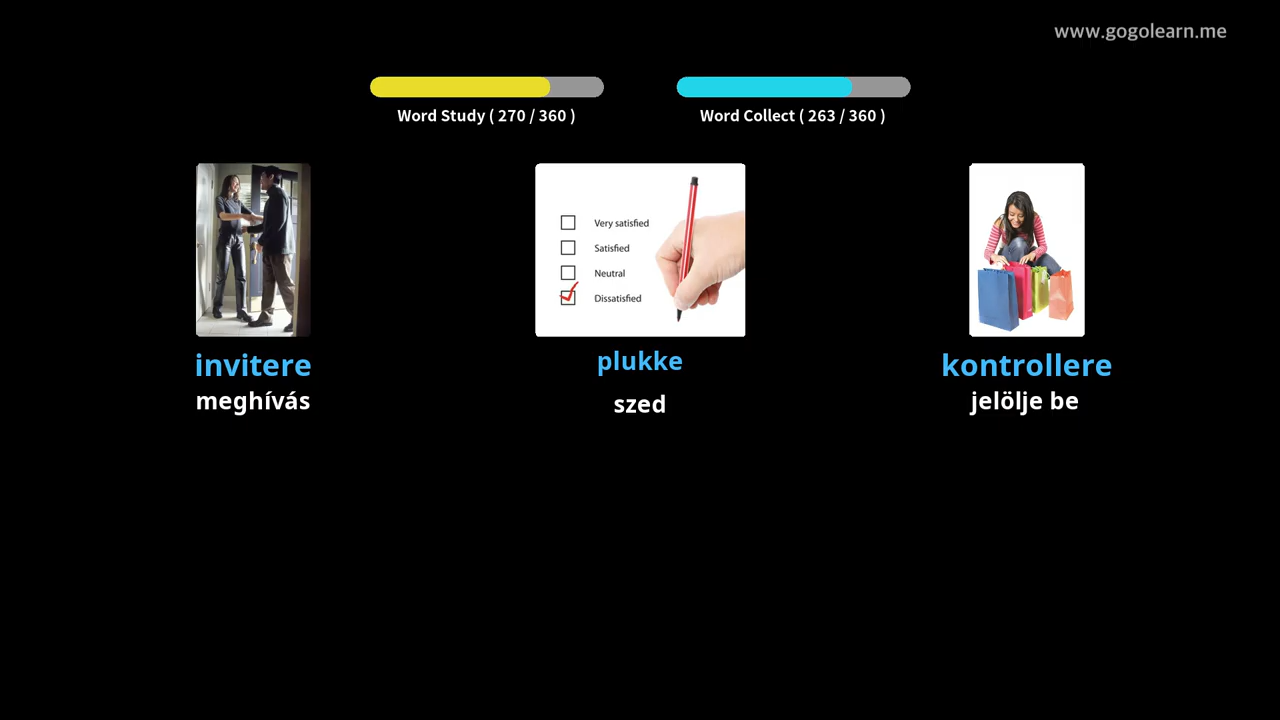 www.gogolearn.me
Word Study ( 270 / 360 )
Word Collect ( 263 / 360 )
Very satisfied
Satisfied
Neutral
Dissatisfied
invitere
plukke
kontrollere
meghívás
szed
jelölje be